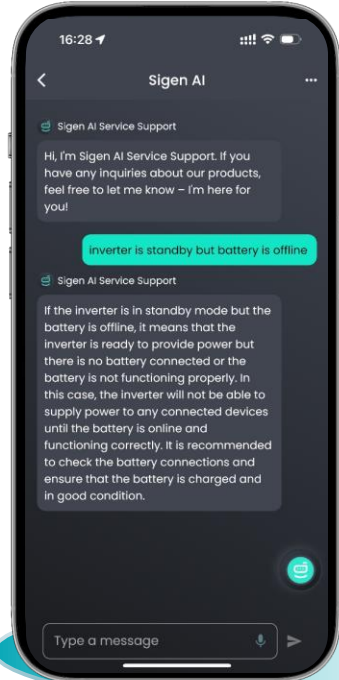 16:28
Sigen AI
Sigen AI Service Support
Hi, I'm Sigen AI Service Support. If you
have any inquiries about our products,
feel free to let me know – I'm here for
you!
inverter is standby but battery is offline
Sigen AI Service Support
If the inverter is in standby mode but the
battery is offline, it means that the
inverter is ready to provide power but
there is no battery connected or the
battery is not functioning properly. In
this case, the inverter will not be able to
supply power to any connected devices
until the battery is online and
functioning correctly. It is recommended
to check the battery connections and
ensure that the battery is charged and
in good condition.
Type a message